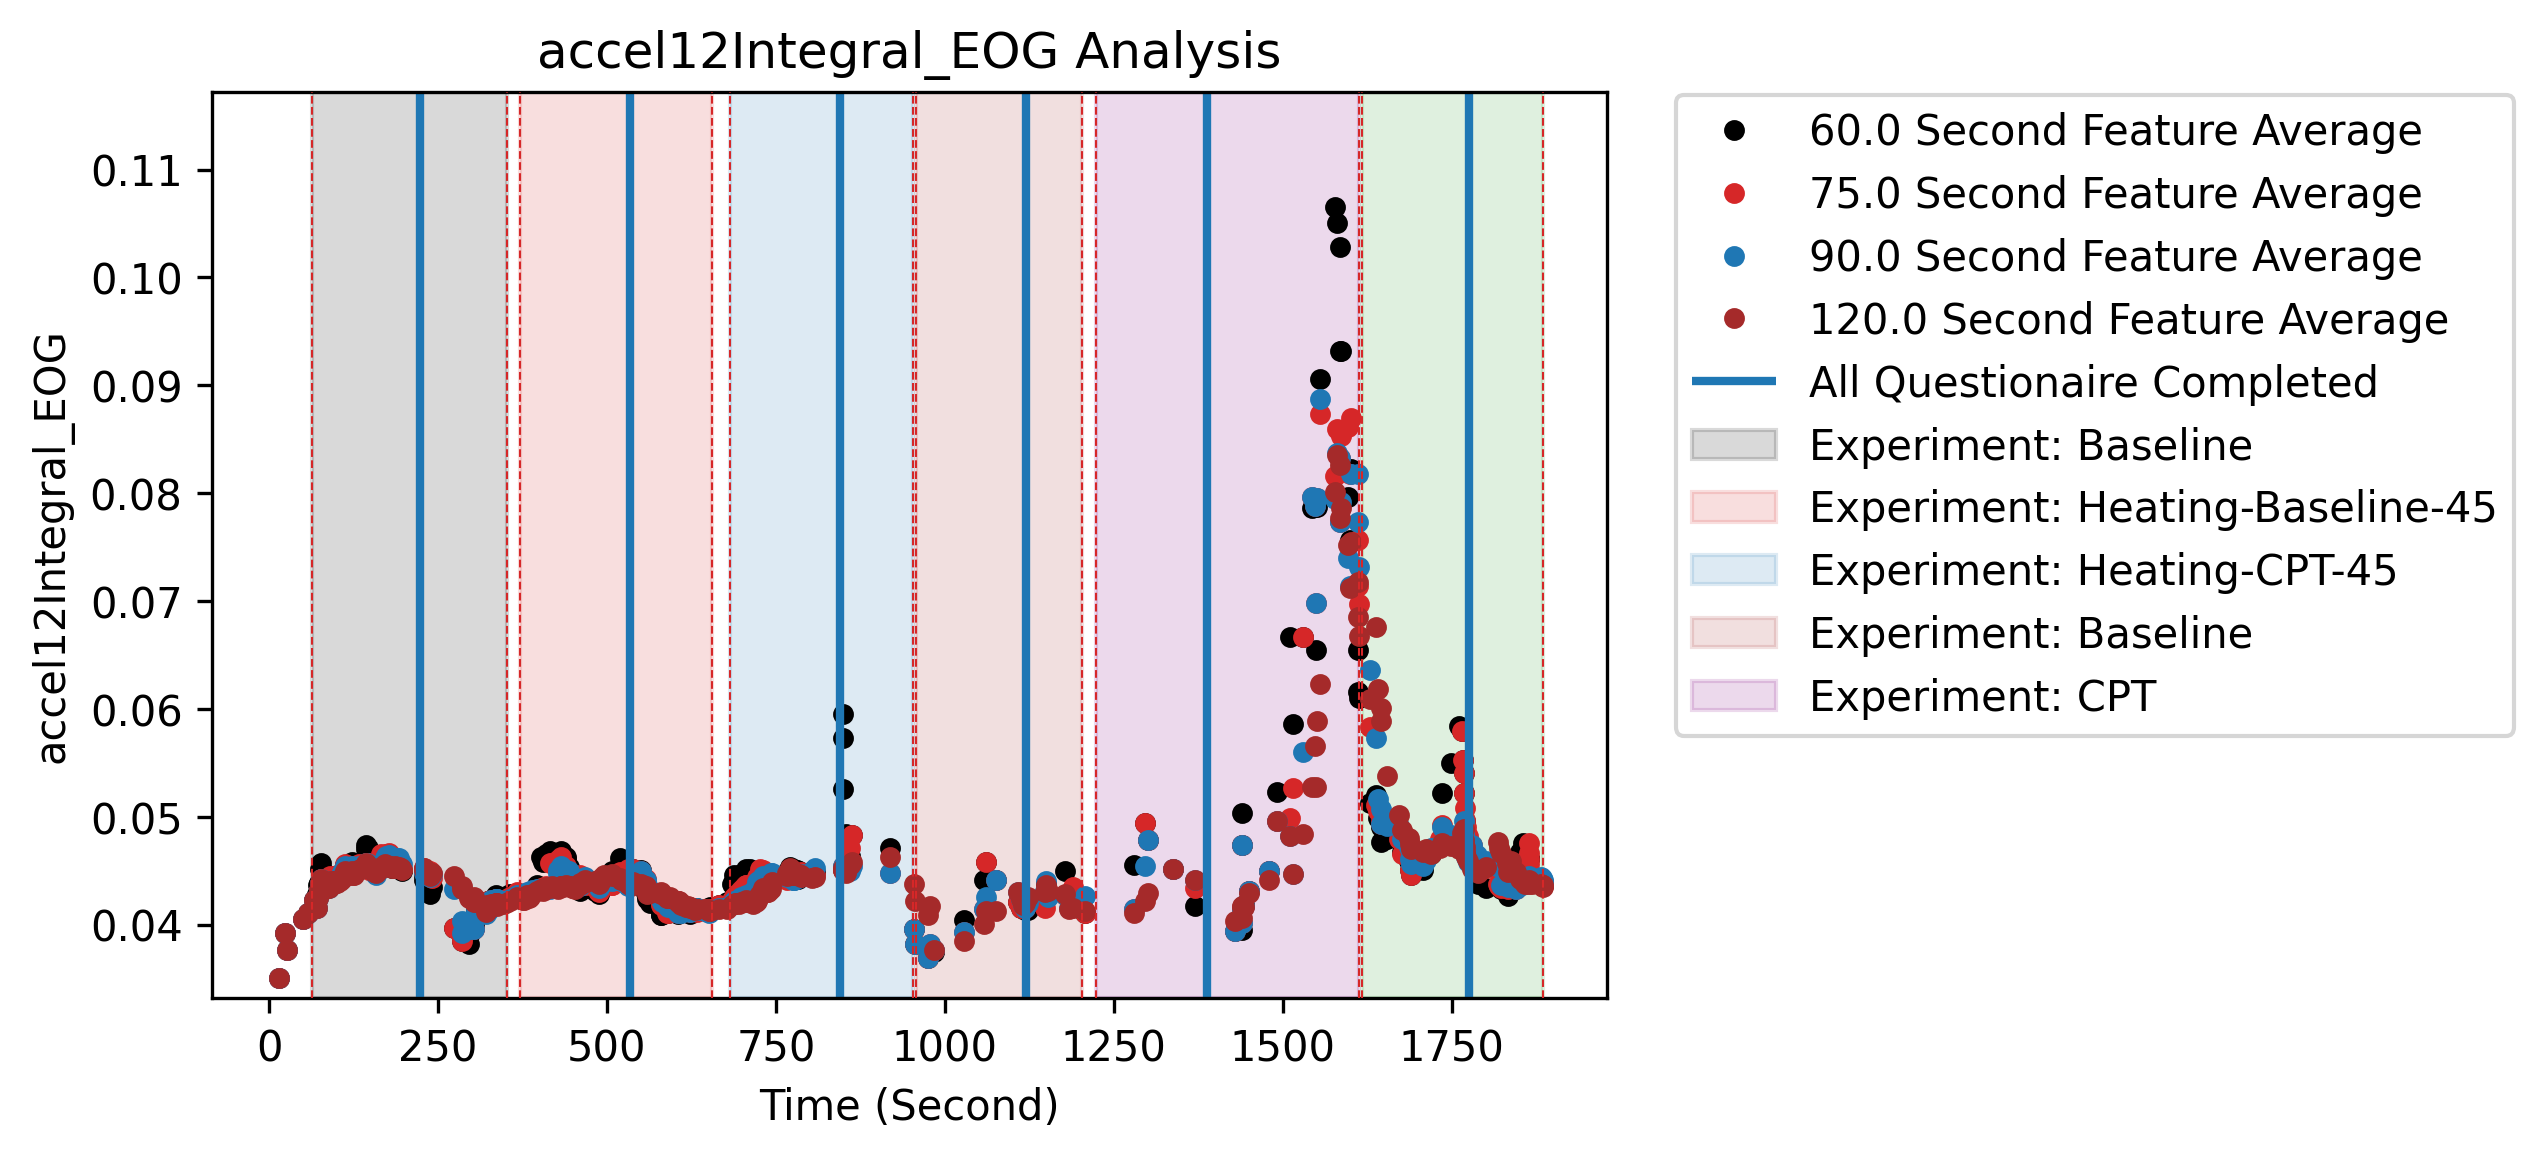 accel12Integral_EOG Analysis
accel12Integral_EOG
0.11
0.10
0.09
0.08
0.07
0.06
0.05
0.04
0 250 500 750 1000 1250 1500 1750
Time (Second)
60.0 Second Feature Average
75.0 Second Feature Average
90.0 Second Feature Average
120.0 Second Feature Average
All Questionaire Completed
Experiment: Baseline
Experiment: Heating-Baseline-45
Experiment: Heating-CPT-45
Experiment: Baseline
Experiment: CPT